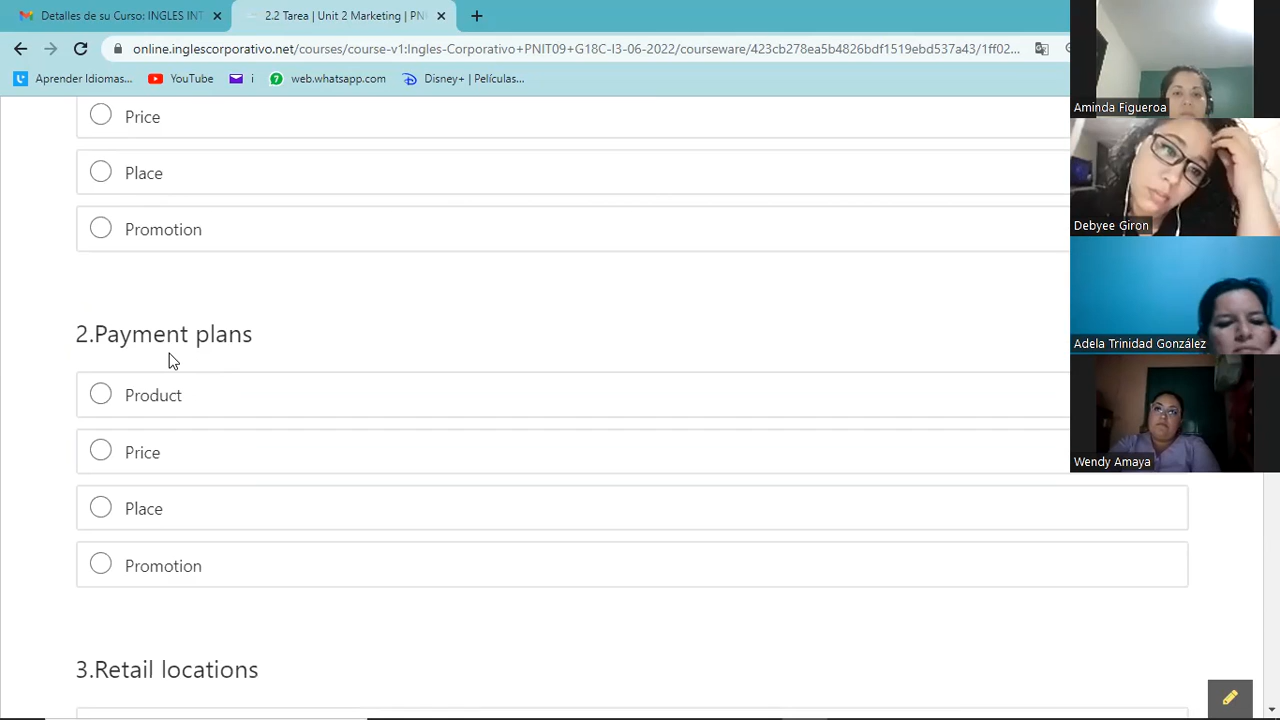 Detalles de su Curso: INGLES INT
2.2 Tarea | Unit 2 Marketing | PNI
online.inglescorporativo.net/courses/course-v1:Ingles-Corporativo+PNIT09+G18C-I3-06-2022/courseware/423cb278ea5b4826bdf1519ebd537a43/1ff02...
Aprender Idiomas... YouTube i web.whatsapp.com Disney+ | Películas...
Price
Place
Promotion
2.Payment plans
Product
Price
Place
Promotion
3.Retail locations
Aminda Figueroa
Debyee Giron
Adela Trinidad González
Wendy Amaya